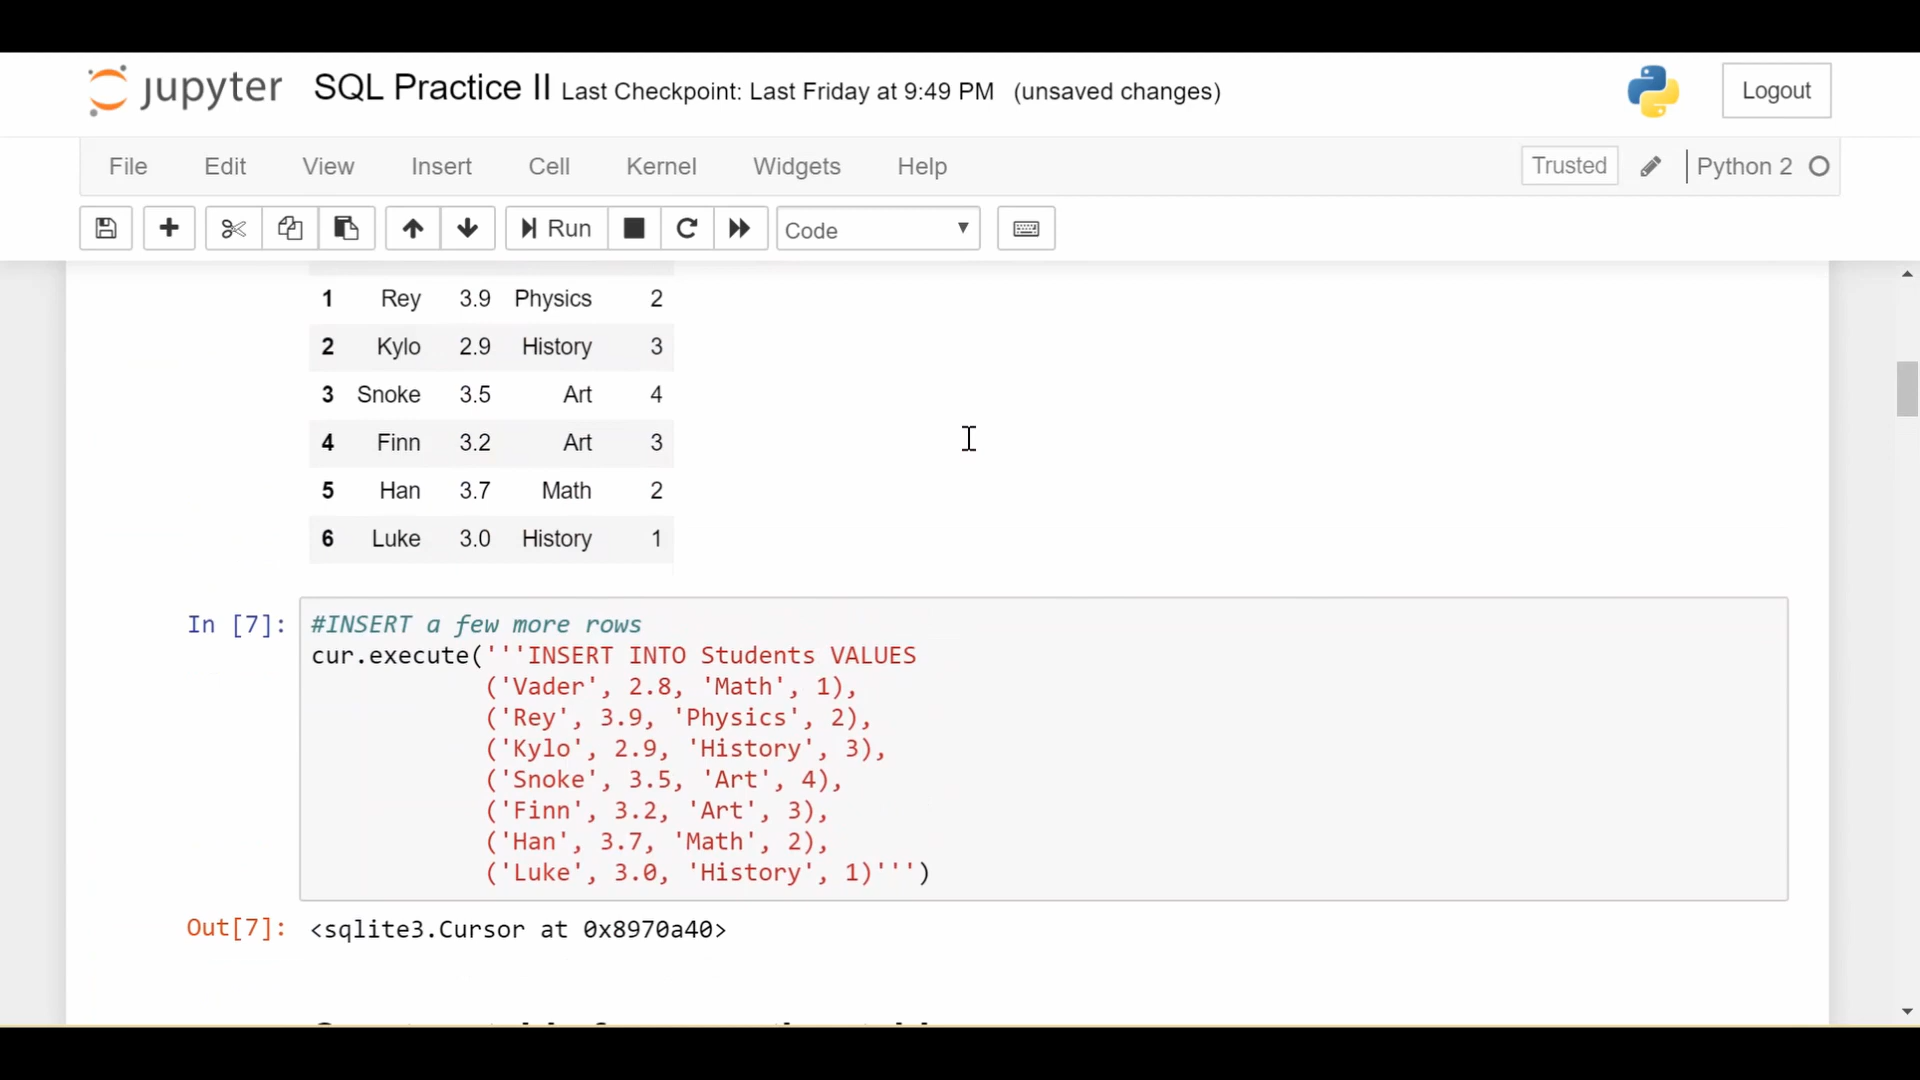 jupyter SQL Practice II Last Checkpoint: Last Friday at 9:49 PM (unsaved changes) Logout
File Edit View Insert Cell Kernel Widgets Help Trusted Python 2
Run Code
1 Rey 3.9 Physics 2
2 Kylo 2.9 History 3
3 Snoke 3.5 Art 4
4 Finn 3.2 Art 3
5 Han 3.7 Math 2
6 Luke 3.0 History 1
In [7]: #INSERT a few more rows
cur.execute('''INSERT INTO Students VALUES
('Vader', 2.8, 'Math', 1),
('Rey', 3.9, 'Physics', 2),
('Kylo', 2.9, 'History', 3),
('Snoke', 3.5, 'Art', 4),
('Finn', 3.2, 'Art', 3),
('Han', 3.7, 'Math', 2),
('Luke', 3.0, 'History', 1)''')
Out[7]: <sqlite3.Cursor at 0x8970a40>